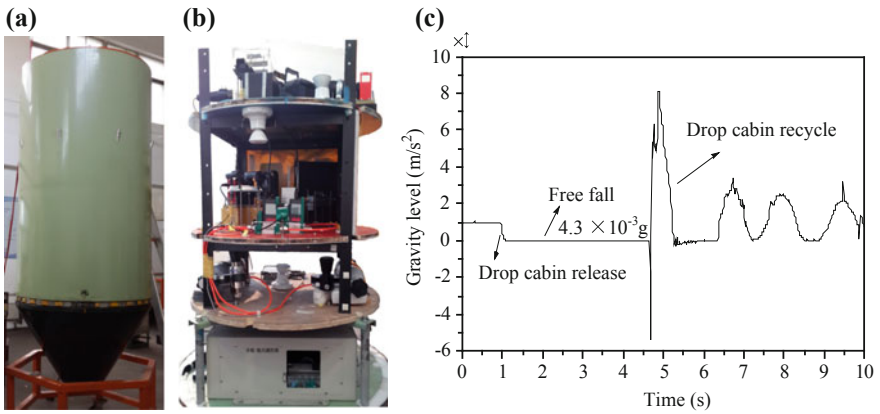 (a)
(b)
(c)
×1
10
8
6
4
2
0
-2
-4
-6
Gravity level (m/s²)
Drop cabin recycle
Free fall
4.3 ×10⁻³g
Drop cabin release
0
1
2
3
4
5
6
7
8
9
10
Time (s)